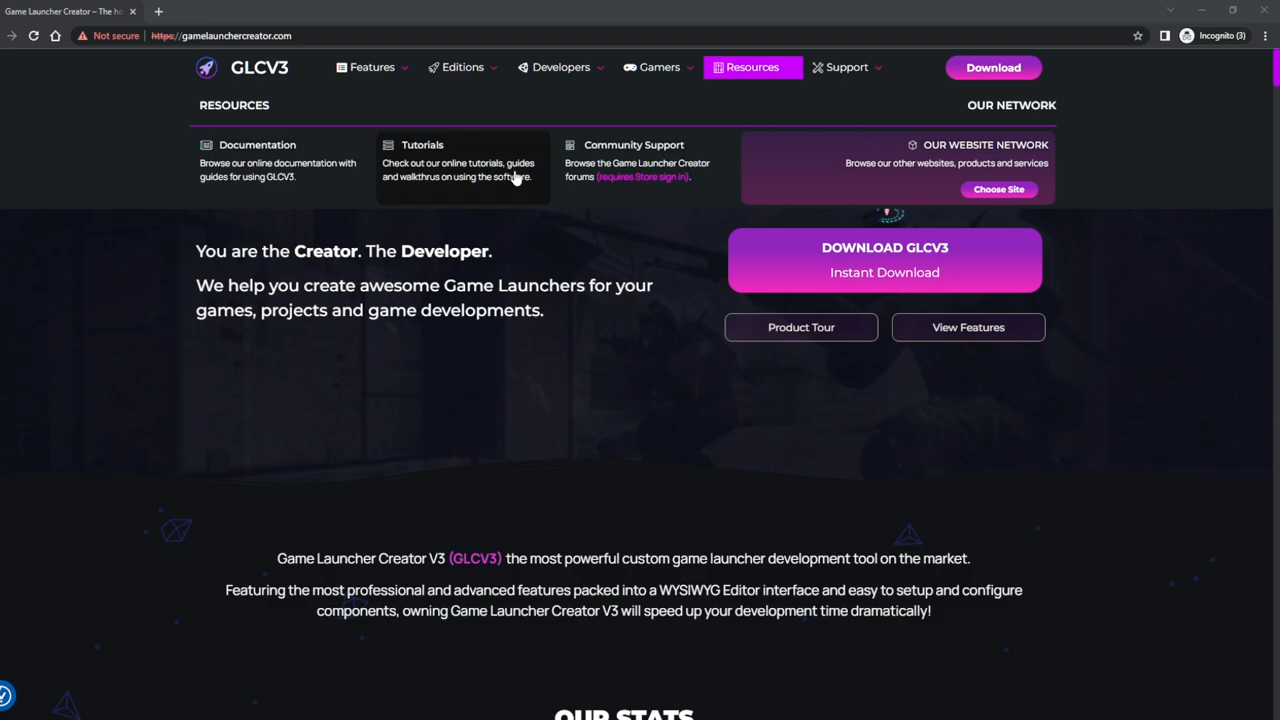 Game Launcher Creator – The ho
Not secure https://gamelaunchercreator.com Incognito (3)
GLCV3 Features Editions Developers Gamers Resources Support Download
RESOURCES OUR NETWORK
Documentation
Browse our online documentation with
guides for using GLCV3.
Tutorials
Check out our online tutorials, guides
and walkthrus on using the software.
Community Support
Browse the Game Launcher Creator
forums (requires Store sign in).
OUR WEBSITE NETWORK
Browse our other websites, products and services
Choose Site
You are the Creator. The Developer.
We help you create awesome Game Launchers for your
games, projects and game developments.
DOWNLOAD GLCV3
Instant Download
Product Tour View Features
Game Launcher Creator V3 (GLCV3) the most powerful custom game launcher development tool on the market.
Featuring the most professional and advanced features packed into a WYSIWYG Editor interface and easy to setup and configure
components, owning Game Launcher Creator V3 will speed up your development time dramatically!
OUR STATS